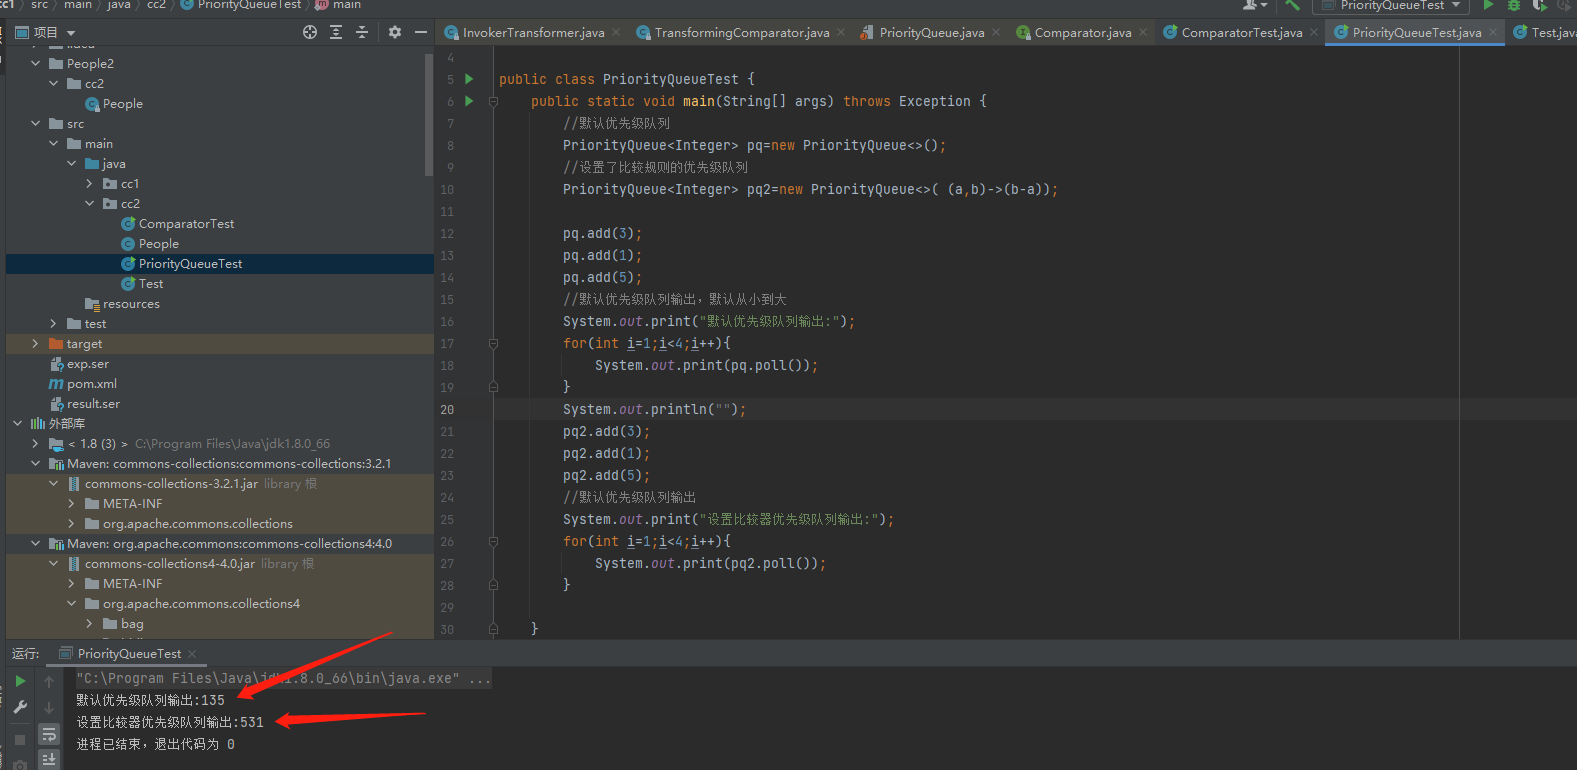 cc1 > src > main > java > cc2 > PriorityQueueTest > main
PriorityQueueTest
项目
InvokerTransformer.java
TransformingComparator.java
PriorityQueue.java
Comparator.java
ComparatorTest.java
PriorityQueueTest.java
Test.java
People2
cc2
People
src
main
java
cc1
cc2
ComparatorTest
People
PriorityQueueTest
Test
resources
test
target
exp.ser
pom.xml
result.ser
外部库
< 1.8 (3) > C:\Program Files\Java\jdk1.8.0_66
Maven: commons-collections:commons-collections:3.2.1
commons-collections-3.2.1.jar library 根
META-INF
org.apache.commons.collections
Maven: org.apache.commons:commons-collections4:4.0
commons-collections4-4.0.jar library 根
META-INF
org.apache.commons.collections4
bag
4
5 public class PriorityQueueTest {
6 public static void main(String[] args) throws Exception {
7 //默认优先级队列
8 PriorityQueue<Integer> pq=new PriorityQueue<>();
9 //设置了比较规则的优先级队列
10 PriorityQueue<Integer> pq2=new PriorityQueue<>( (a,b)->(b-a));
11
12 pq.add(3);
13 pq.add(1);
14 pq.add(5);
15 //默认优先级队列输出，默认从小到大
16 System.out.print("默认优先级队列输出:");
17 for(int i=1;i<4;i++){
18 System.out.print(pq.poll());
19 }
20 System.out.println("");
21 pq2.add(3);
22 pq2.add(1);
23 pq2.add(5);
24 //默认优先级队列输出
25 System.out.print("设置比较器优先级队列输出:");
26 for(int i=1;i<4;i++){
27 System.out.print(pq2.poll());
28 }
29
30 }
运行: PriorityQueueTest
"C:\Program Files\Java\jdk1.8.0_66\bin\java.exe" ...
默认优先级队列输出:135
设置比较器优先级队列输出:531
进程已结束，退出代码为 0